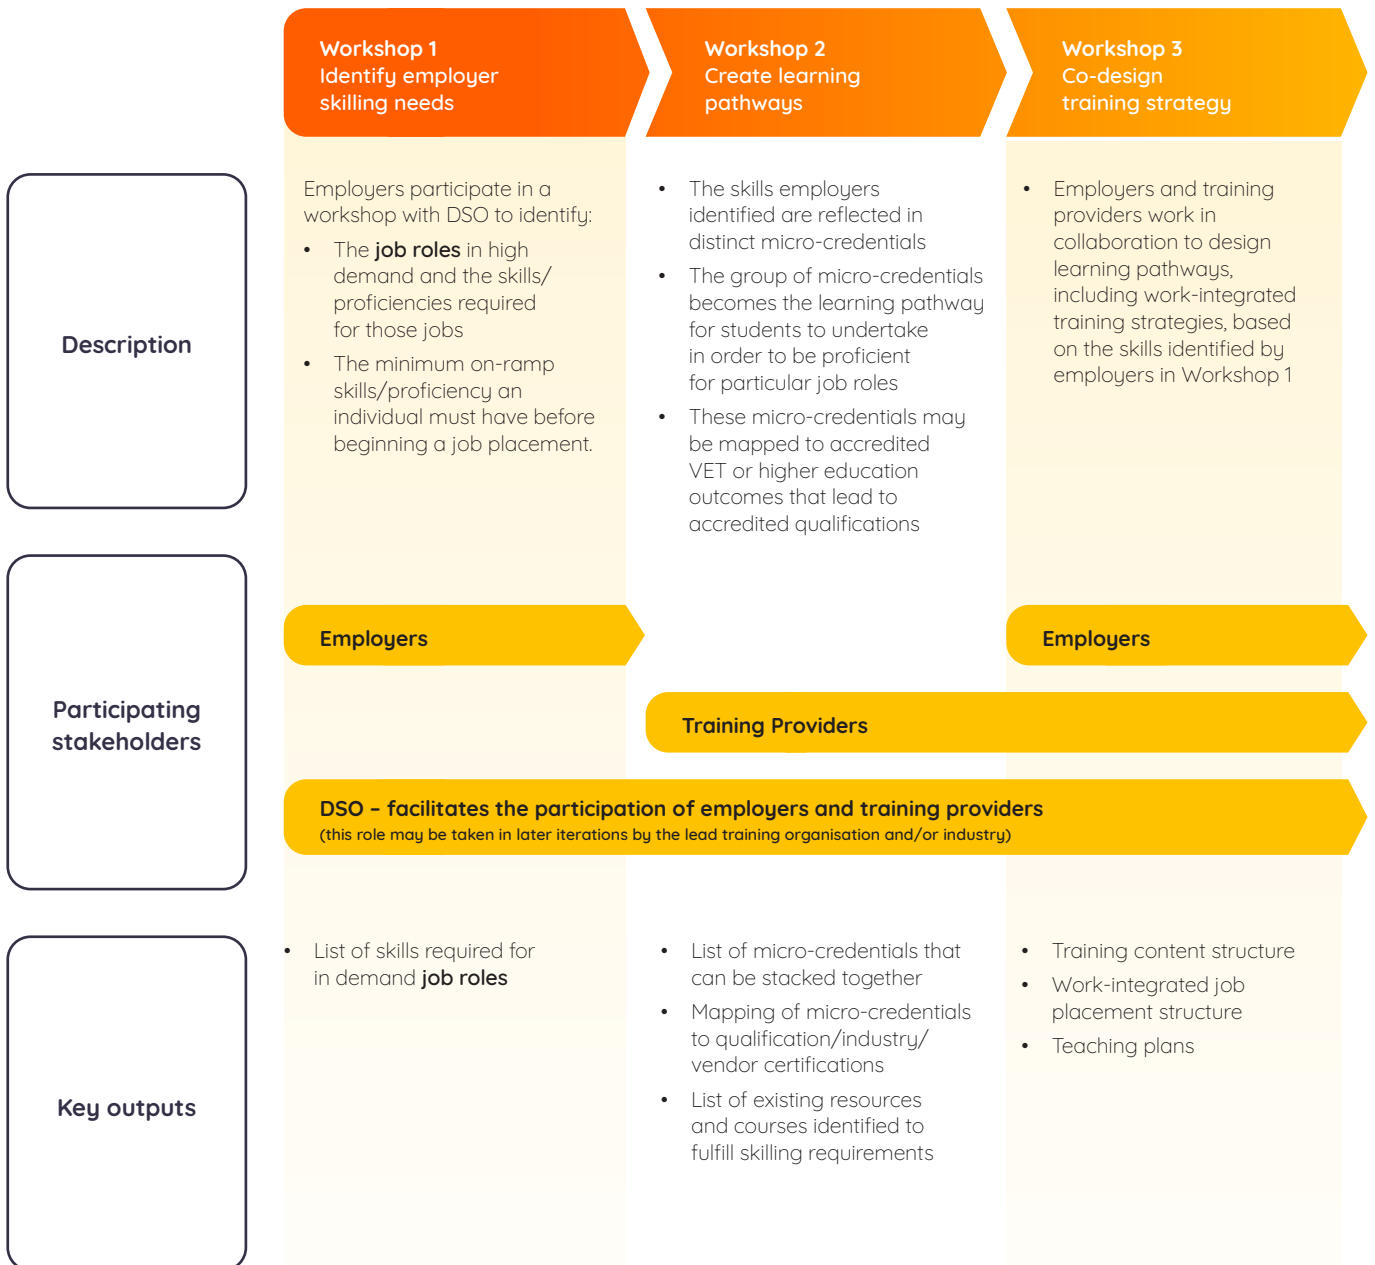 Workshop 1
Identify employer
skilling needs
Workshop 2
Create learning
pathways
Workshop 3
Co-design
training strategy
Description
Employers participate in a
workshop with DSO to identify:
• The job roles in high
demand and the skills/
proficiencies required
for those jobs
• The minimum on-ramp
skills/proficiency an
individual must have before
beginning a job placement.
• The skills employers
identified are reflected in
distinct micro-credentials
• The group of micro-credentials
becomes the learning pathway
for students to undertake
in order to be proficient
for particular job roles
• These micro-credentials may
be mapped to accredited
VET or higher education
outcomes that lead to
accredited qualifications
• Employers and training
providers work in
collaboration to design
learning pathways,
including work-integrated
training strategies, based
on the skills identified by
employers in Workshop 1
Participating
stakeholders
Employers
Employers
Training Providers
DSO – facilitates the participation of employers and training providers
(this role may be taken in later iterations by the lead training organisation and/or industry)
Key outputs
• List of skills required for
in demand job roles
• List of micro-credentials that
can be stacked together
• Mapping of micro-credentials
to qualification/industry/
vendor certifications
• List of existing resources
and courses identified to
fulfill skilling requirements
• Training content structure
• Work-integrated job
placement structure
• Teaching plans